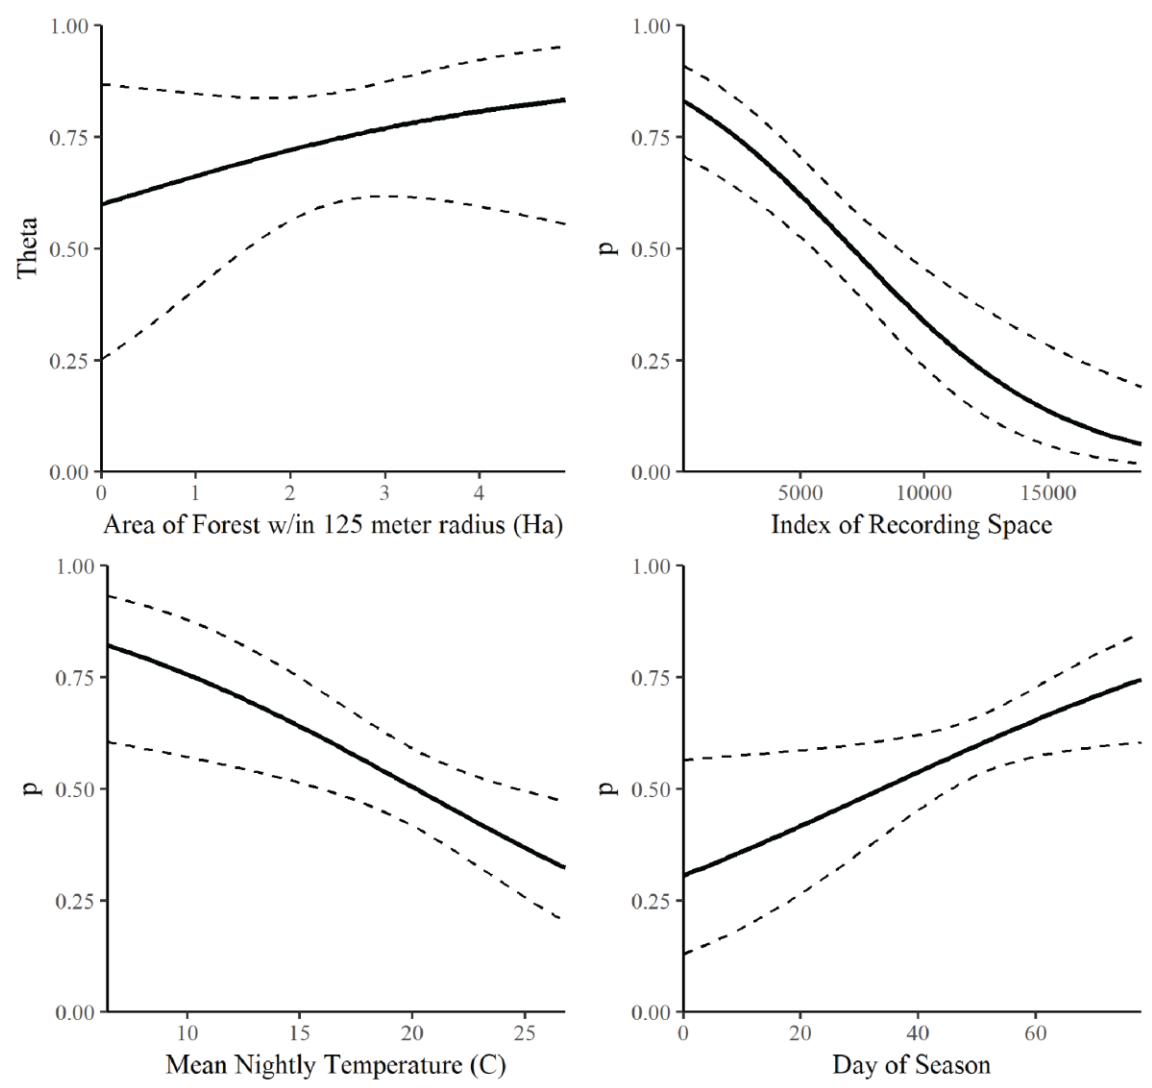 1.00
0.75
0.50
0.25
0.00
Theta
0 1 2 3 4
Area of Forest w/in 125 meter radius (Ha)
1.00
0.75
0.50
0.25
0.00
p
5000 10000 15000
Index of Recording Space
1.00
0.75
0.50
0.25
0.00
p
10 15 20 25
Mean Nightly Temperature (C)
1.00
0.75
0.50
0.25
0.00
p
0 20 40 60
Day of Season